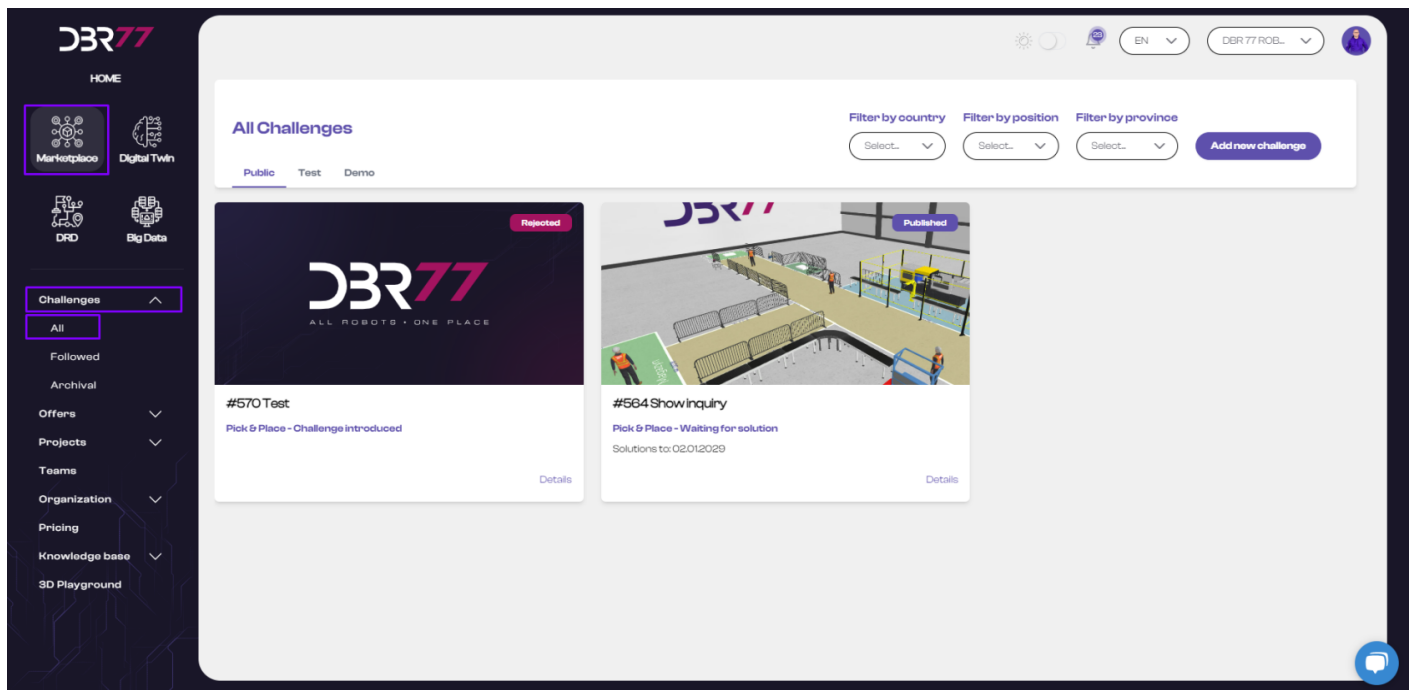 DBR77
HOME
Marketplace
Digital Twin
DRD
Big Data
Challenges
All
Followed
Archival
Offers
Projects
Teams
Organization
Pricing
Knowledge base
3D Playground
23
EN
DBR 77 ROB...
All Challenges
Filter by country
Filter by position
Filter by province
Select...
Select...
Select...
Add new challenge
Public
Test
Demo
Rejected
DBR77
ALL ROBOTS • ONE PLACE
#570 Test
Pick & Place - Challenge introduced
Details
DBR77
Published
#564 Show inquiry
Pick & Place - Waiting for solution
Solutions to: 02.01.2029
Details